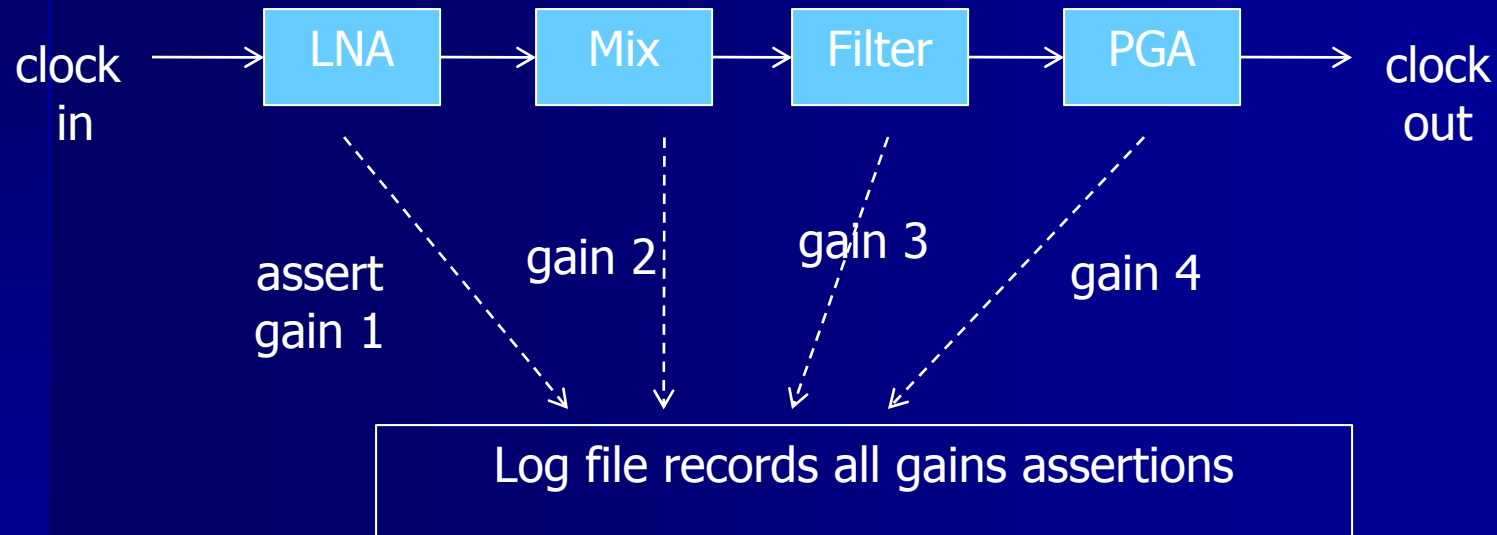 clock
in
LNA
Mix
Filter
PGA
clock
out
assert
gain 1
gain 2
gain 3
gain 4
Log file records all gains assertions